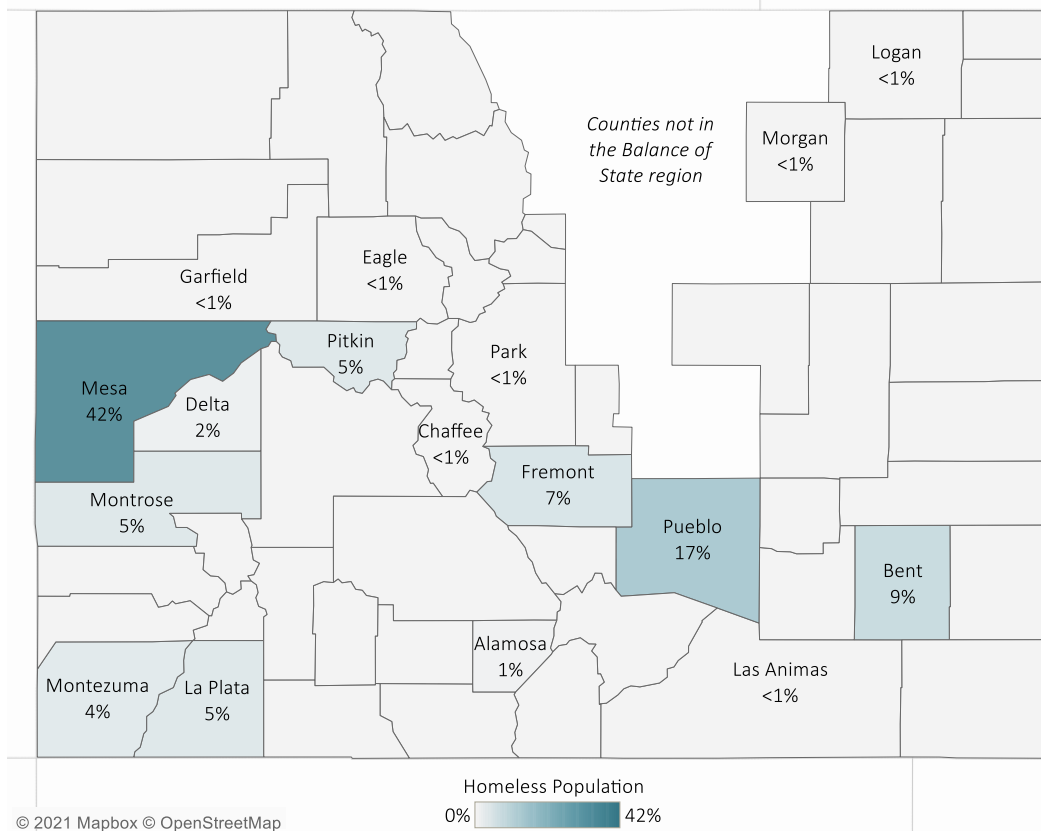 Logan
<1%
Counties not in
the Balance of
State region
Morgan
<1%
Eagle
<1%
Garfield
<1%
Pitkin
5%
Park
<1%
Mesa
42%
Delta
2%
Chaffee
<1%
Fremont
7%
Montrose
5%
Pueblo
17%
Bent
9%
Alamosa
1%
Las Animas
<1%
Montezuma
4%
La Plata
5%
Homeless Population
0% 42%
© 2021 Mapbox © OpenStreetMap